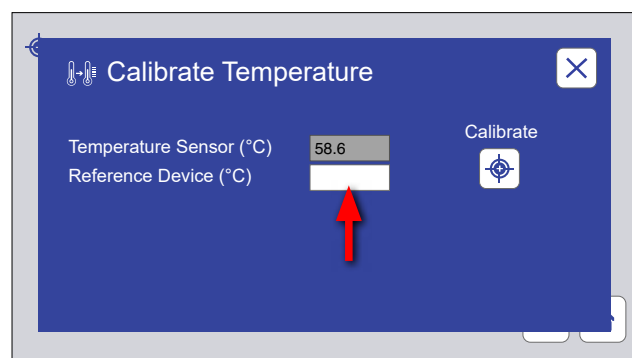 Calibrate Temperature
Calibrate
Temperature Sensor (°C) 58.6
Reference Device (°C)